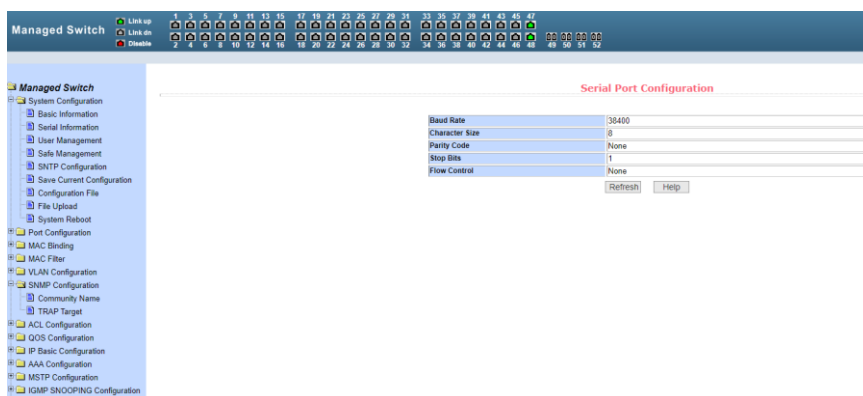 Managed Switch
Link up
Link dn
Disable
1 3 5 7 9 11 13 15 17 19 21 23 25 27 29 31 33 35 37 39 41 43 45 47
2 4 6 8 10 12 14 16 18 20 22 24 26 28 30 32 34 36 38 40 42 44 46 48 49 50 51 52
Managed Switch
System Configuration
Basic Information
Serial Information
User Management
Safe Management
SNTP Configuration
Save Current Configuration
Configuration File
File Upload
System Reboot
Port Configuration
MAC Binding
MAC Filter
VLAN Configuration
SNMP Configuration
Community Name
TRAP Target
ACL Configuration
QOS Configuration
IP Basic Configuration
AAA Configuration
MSTP Configuration
IGMP SNOOPING Configuration
Serial Port Configuration
Baud Rate 38400
Character Size 8
Parity Code None
Stop Bits 1
Flow Control None
Refresh Help